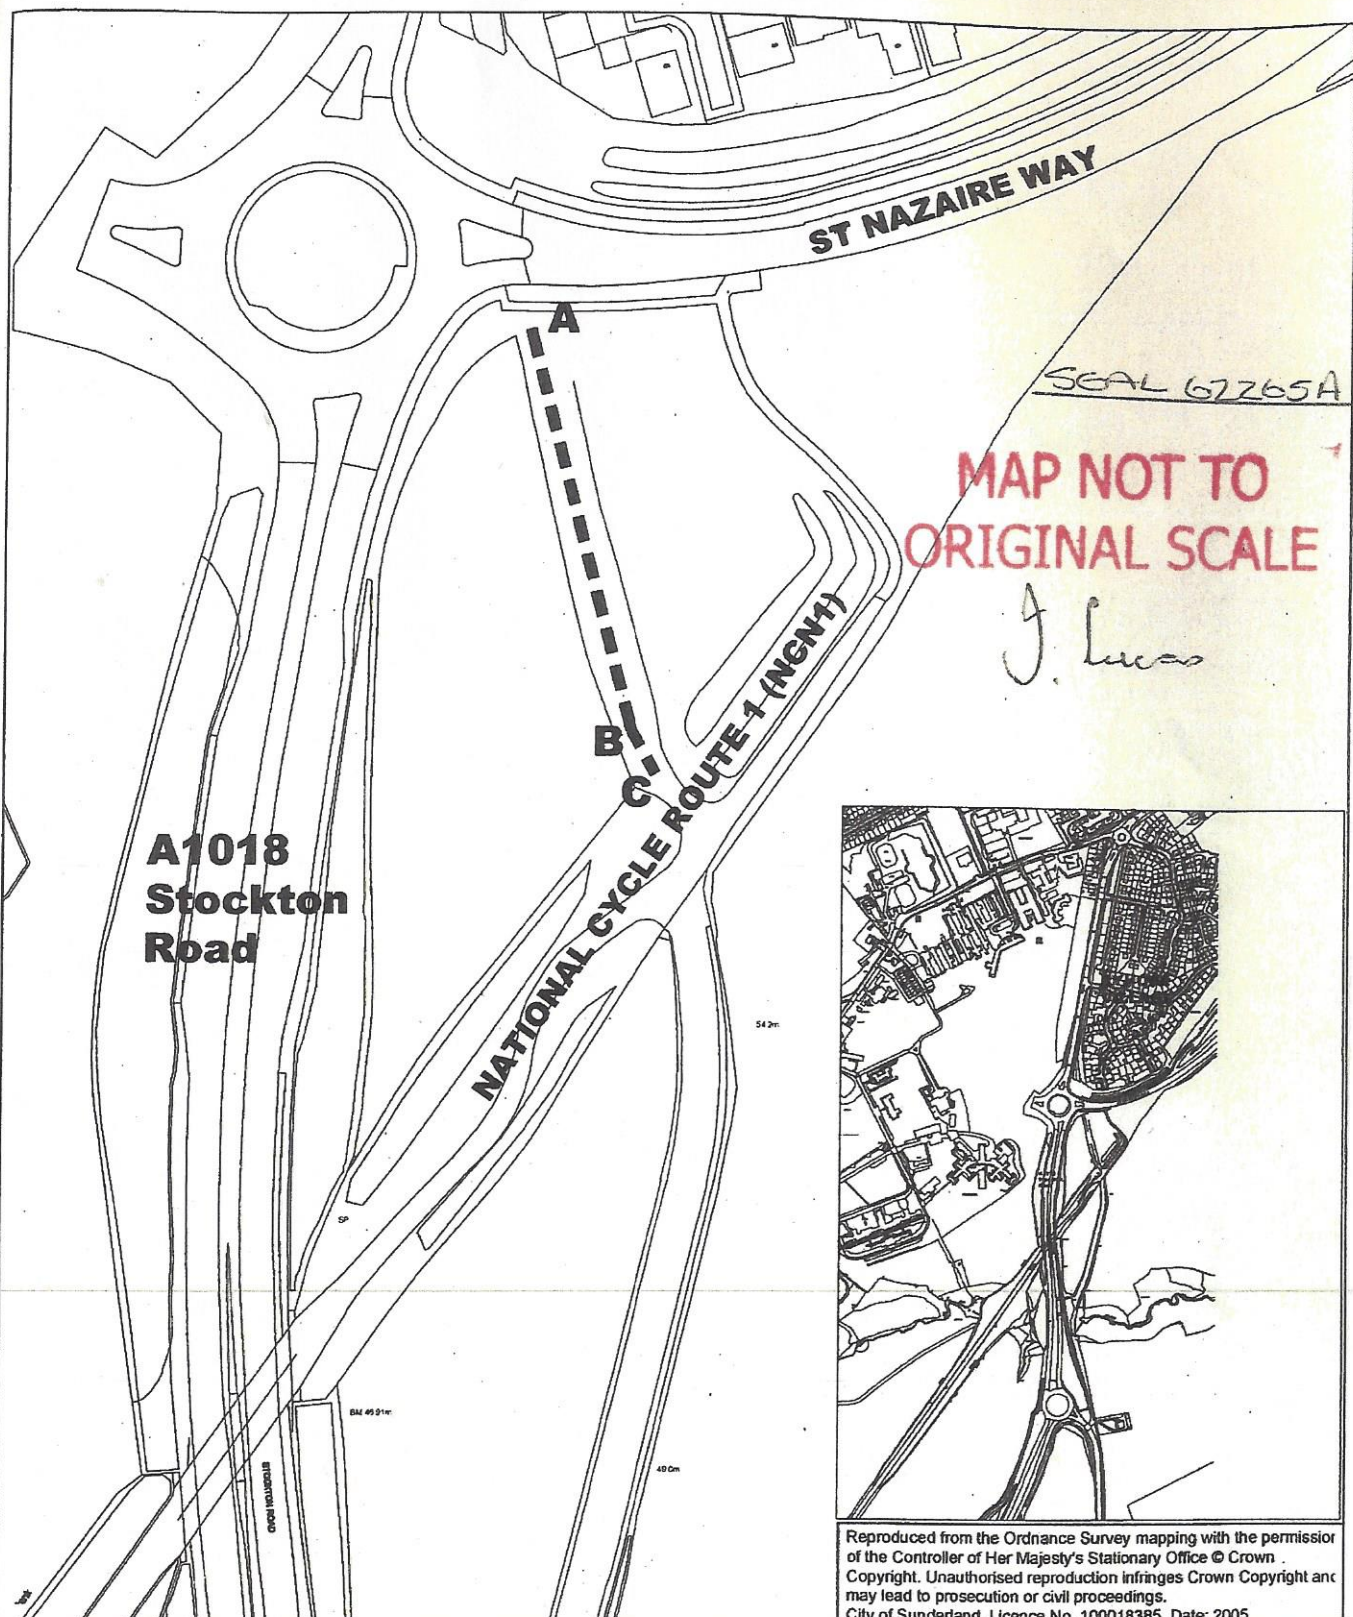 ST NAZAIRE WAY
A
SEAL 62265A
MAP NOT TO
ORIGINAL SCALE
J. Lucas
B
C
NATIONAL CYCLE ROUTE 1 (NCN1)
A1018
Stockton
Road
54.2m
SP
BM 46.91m
49.0m
STOCKTON ROAD
Reproduced from the Ordnance Survey mapping with the permission
of the Controller of Her Majesty's Stationary Office © Crown
Copyright. Unauthorised reproduction infringes Crown Copyright and
may lead to prosecution or civil proceedings.
City of Sunderland. Licence No. 100018385. Date: 2005